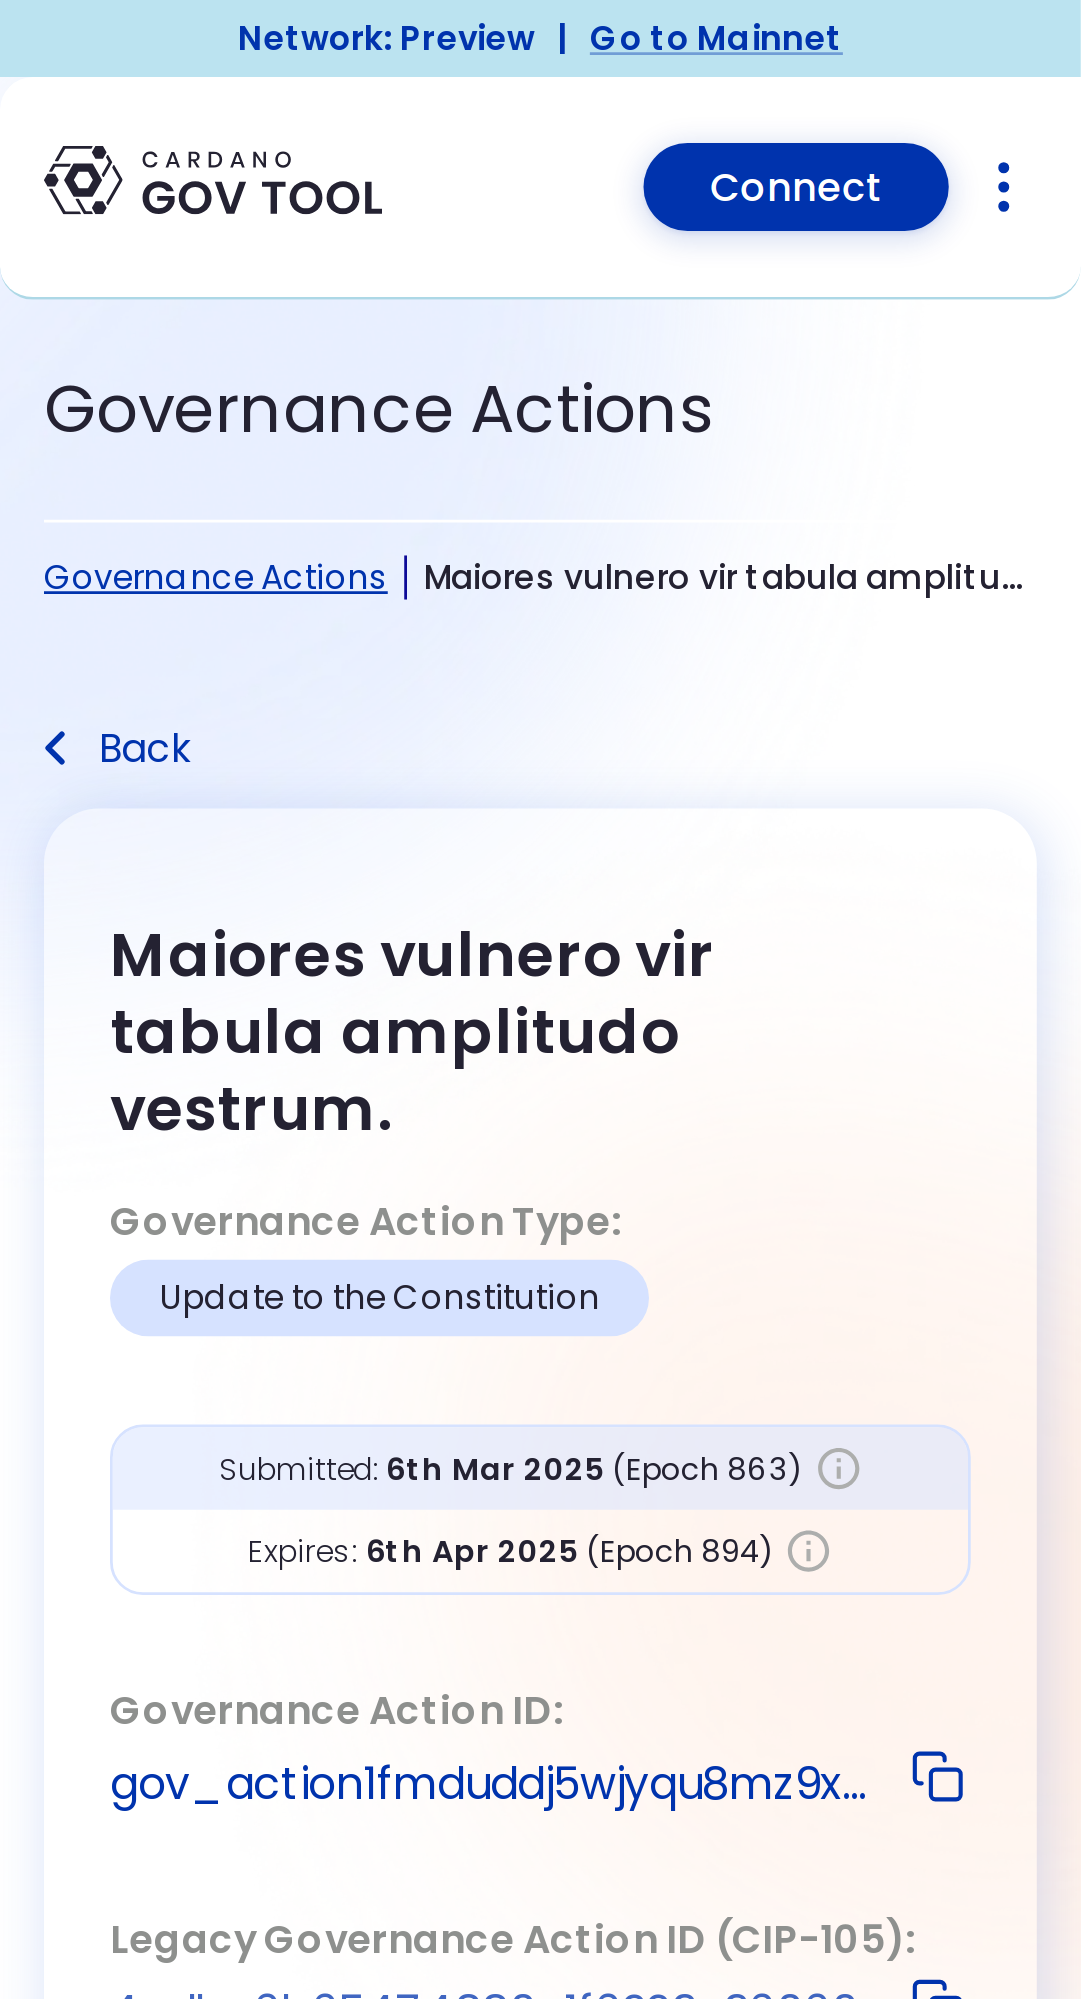 Network: Preview | Go to Mainnet
CARDANO
GOV TOOL
Connect
Governance Actions
Governance Actions | Maiores vulnero vir tabula amplitu...
Back
Maiores vulnero vir
tabula amplitudo
vestrum.
Governance Action Type:
Update to the Constitution
Submitted: 6th Mar 2025 (Epoch 863)
Expires: 6th Apr 2025 (Epoch 894)
Governance Action ID:
gov_action1fmduddj5wjyqu8mz9x...
Legacy Governance Action ID (CIP-105):